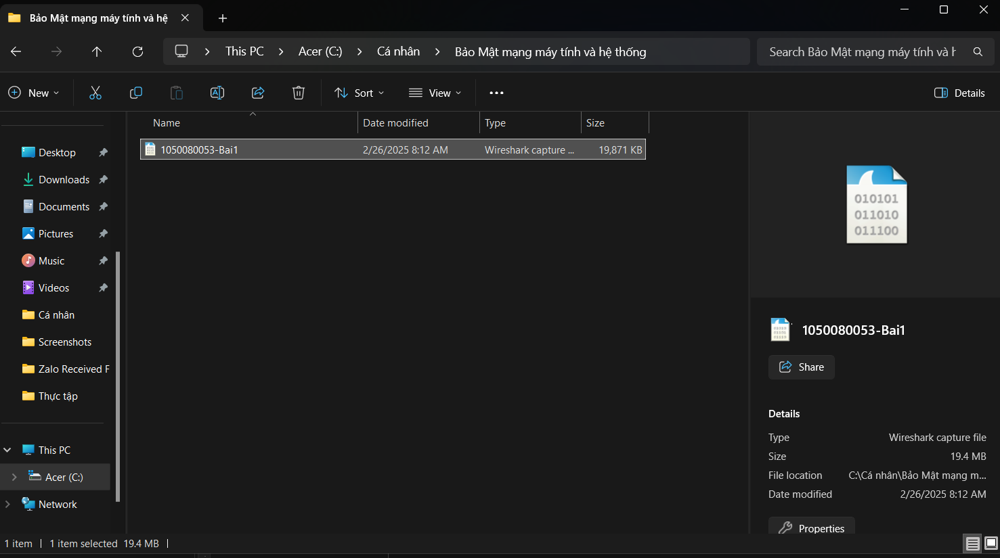 Bảo Mật mạng máy tính và hệ
This PC > Acer (C:) > Cá nhân > Bảo Mật mạng máy tính và hệ thống
Search Bảo Mật mạng máy tính và h
New
Sort
View
Details
Name
Date modified
Type
Size
1050080053-Bai1
2/26/2025 8:12 AM
Wireshark capture ...
19,871 KB
Desktop
Downloads
Documents
Pictures
Music
Videos
Cá nhân
Screenshots
Zalo Received F
Thực tập
This PC
Acer (C:)
Network
010101
011010
011100
1050080053-Bai1
Share
Details
Type Wireshark capture file
Size 19.4 MB
File location C:\Cá nhân\Bảo Mật mạng m...
Date modified 2/26/2025 8:12 AM
Properties
1 item | 1 item selected 19.4 MB |